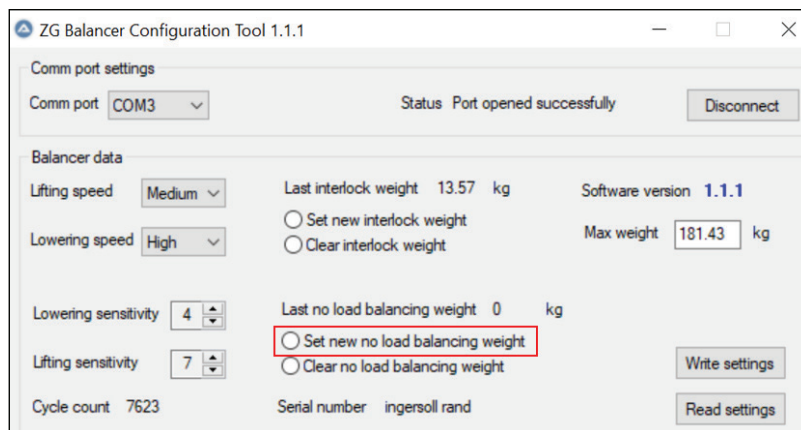 ZG Balancer Configuration Tool 1.1.1
Comm port settings
Comm port COM3 Status Port opened successfully Disconnect
Balancer data
Lifting speed Medium Last interlock weight 13.57 kg Software version 1.1.1
Set new interlock weight
Lowering speed High Clear interlock weight Max weight 181.43 kg
Lowering sensitivity 4 Last no load balancing weight 0 kg
Set new no load balancing weight
Lifting sensitivity 7 Clear no load balancing weight Write settings
Cycle count 7623 Serial number ingersoll rand Read settings